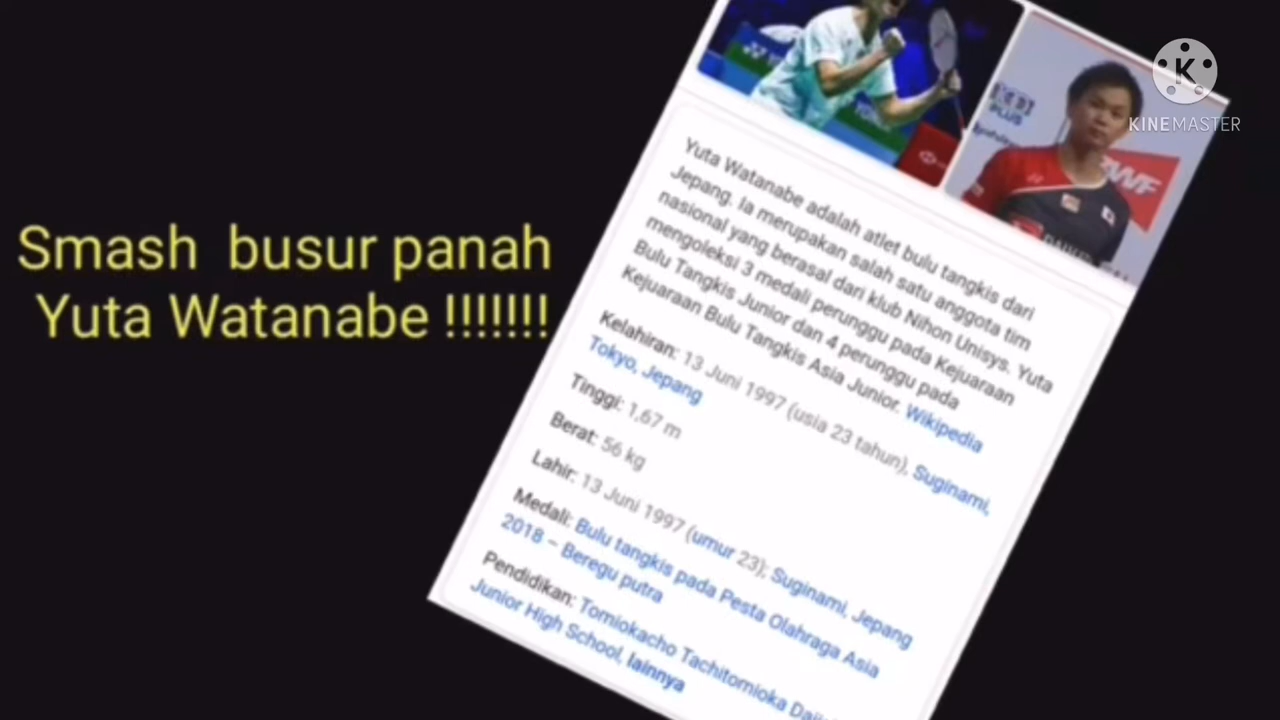 Smash busur panah
Yuta Watanabe !!!!!!!
KINEMASTER
PLUS
BWF
Yuta Watanabe adalah atlet bulu tangkis dari
Jepang. Ia merupakan salah satu anggota tim
nasional yang berasal dari klub Nihon Unisys. Yuta
mengoleksi 3 medali perunggu pada Kejuaraan
Bulu Tangkis Junior dan 4 perunggu pada
Kejuaraan Bulu Tangkis Asia Junior. Wikipedia
Kelahiran: 13 Juni 1997 (usia 23 tahun), Suginami,
Tokyo, Jepang
Tinggi: 1,67 m
Berat: 56 kg
Lahir: 13 Juni 1997 (umur 23); Suginami, Jepang
Medali: Bulu tangkis pada Pesta Olahraga Asia
2018 – Beregu putra
Pendidikan: Tomiokacho Tachitomioka
Junior High School, lainnya